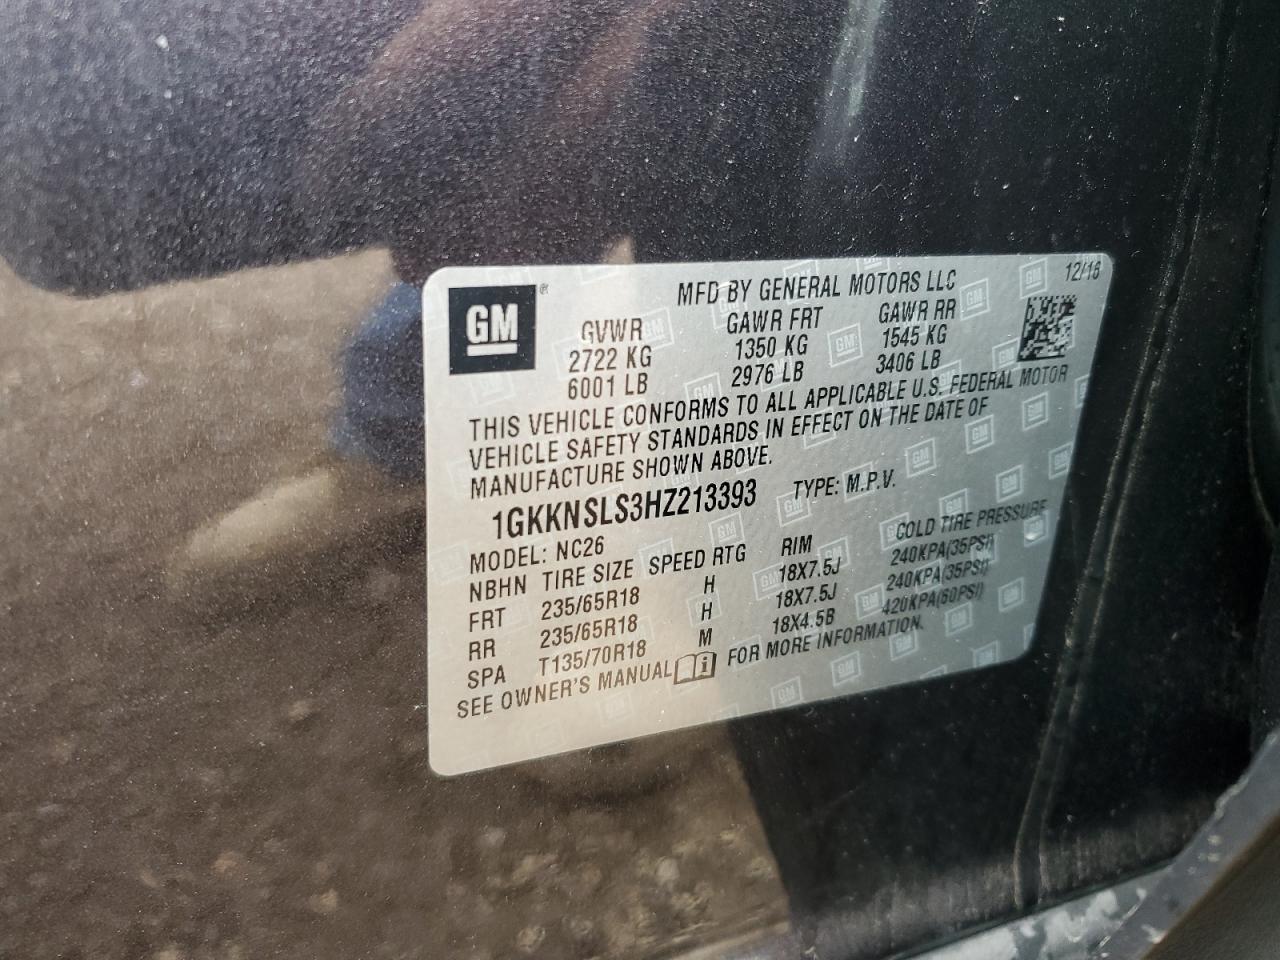 GM ®
MFD BY GENERAL MOTORS LLC 12/16
GVWR GAWR FRT GAWR RR
2722 KG 1350 KG 1545 KG
6001 LB 2976 LB 3406 LB
THIS VEHICLE CONFORMS TO ALL APPLICABLE U.S. FEDERAL MOTOR
VEHICLE SAFETY STANDARDS IN EFFECT ON THE DATE OF
MANUFACTURE SHOWN ABOVE.
1GKKNSLS3HZ213393 TYPE: M.P.V.
MODEL: NC26
NBHN TIRE SIZE SPEED RTG RIM COLD TIRE PRESSURE
FRT 235/65R18 H 18X7.5J 240KPA(35PSI)
RR 235/65R18 H 18X7.5J 240KPA(35PSI)
SPA T135/70R18 M 18X4.5B 420KPA(60PSI)
SEE OWNER'S MANUAL FOR MORE INFORMATION.